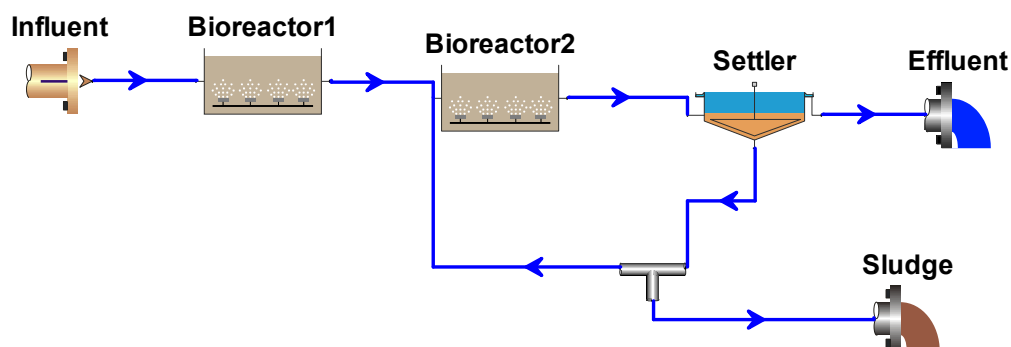 Influent
Bioreactor1
Bioreactor2
Settler
Effluent
Sludge